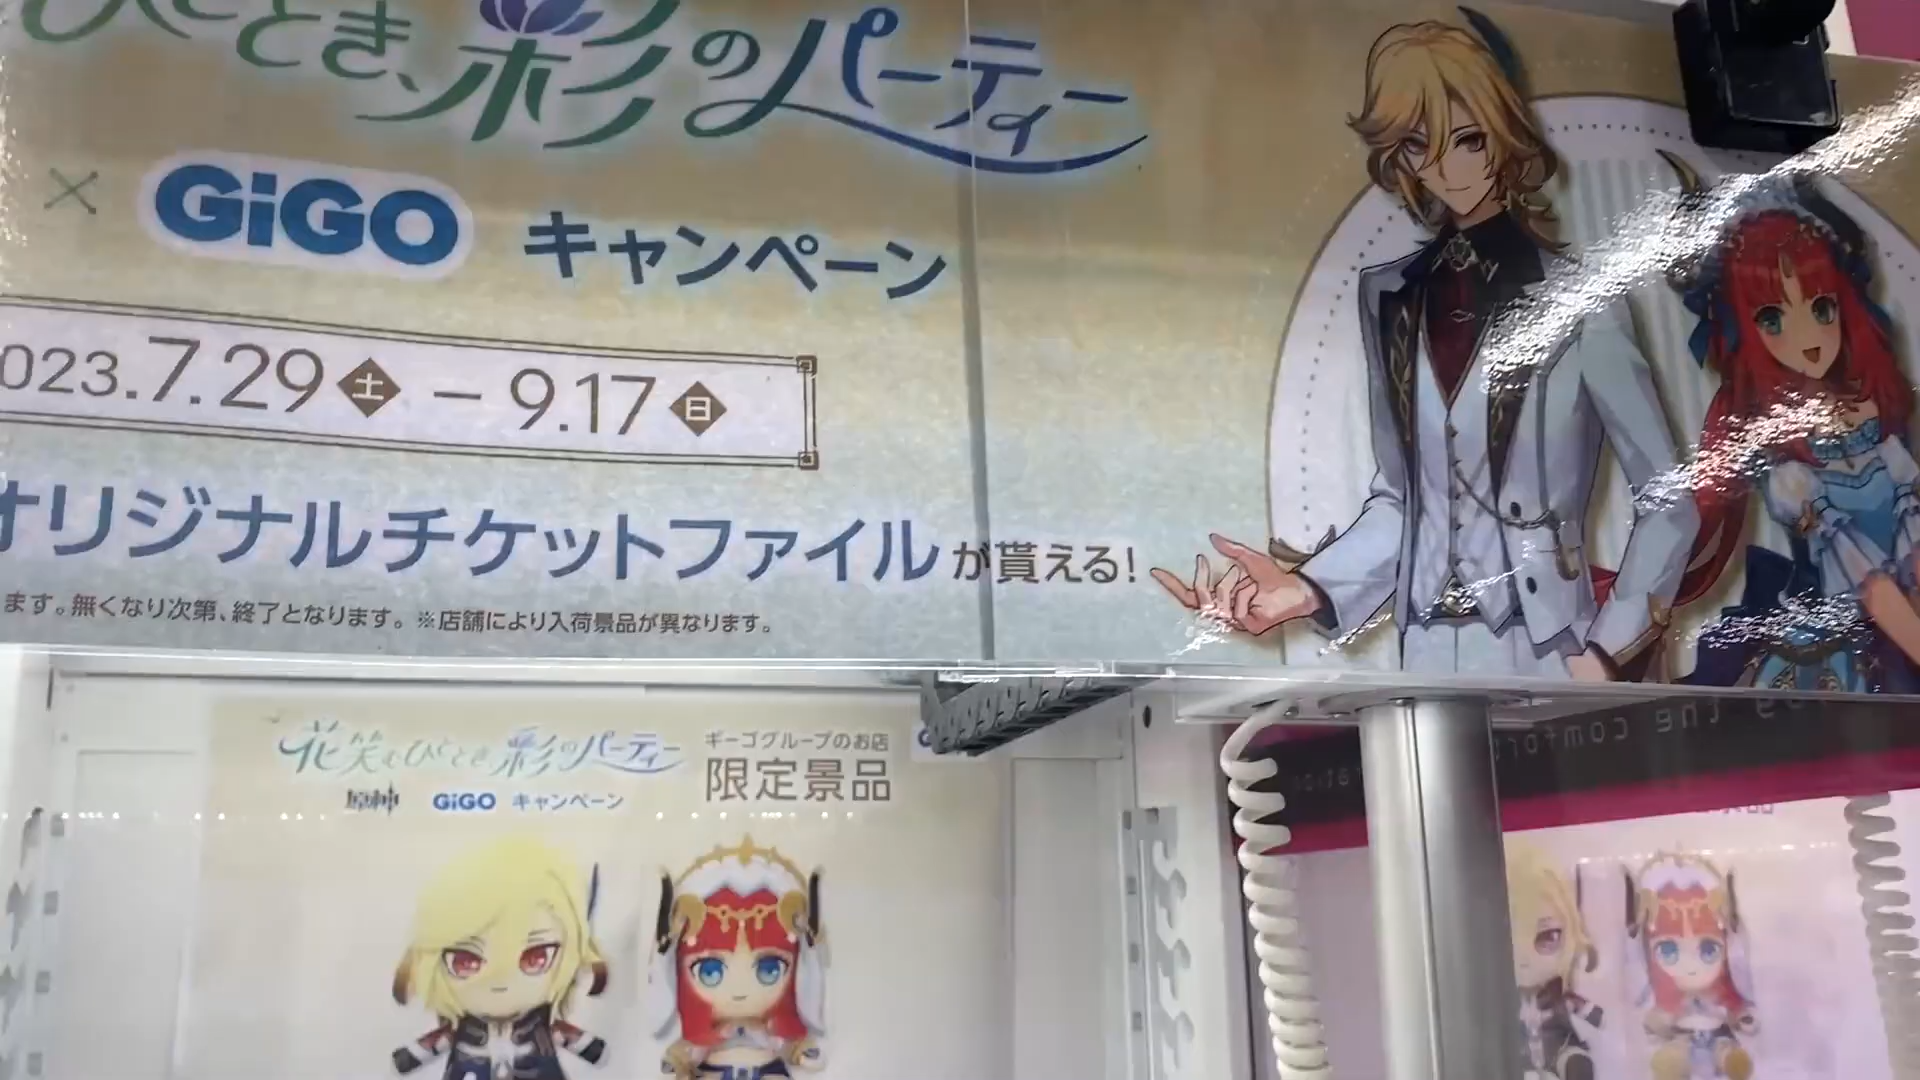 ひととき、彩のパーティー
× GiGO キャンペーン
2023.7.29 土 － 9.17 日
オリジナルチケットファイルが貰える!
ます。無くなり次第、終了となります。※店舗により入荷景品が異なります。
花笑むひととき、彩のパーティー
原神 GiGO キャンペーン
ギーゴグループのお店
限定景品